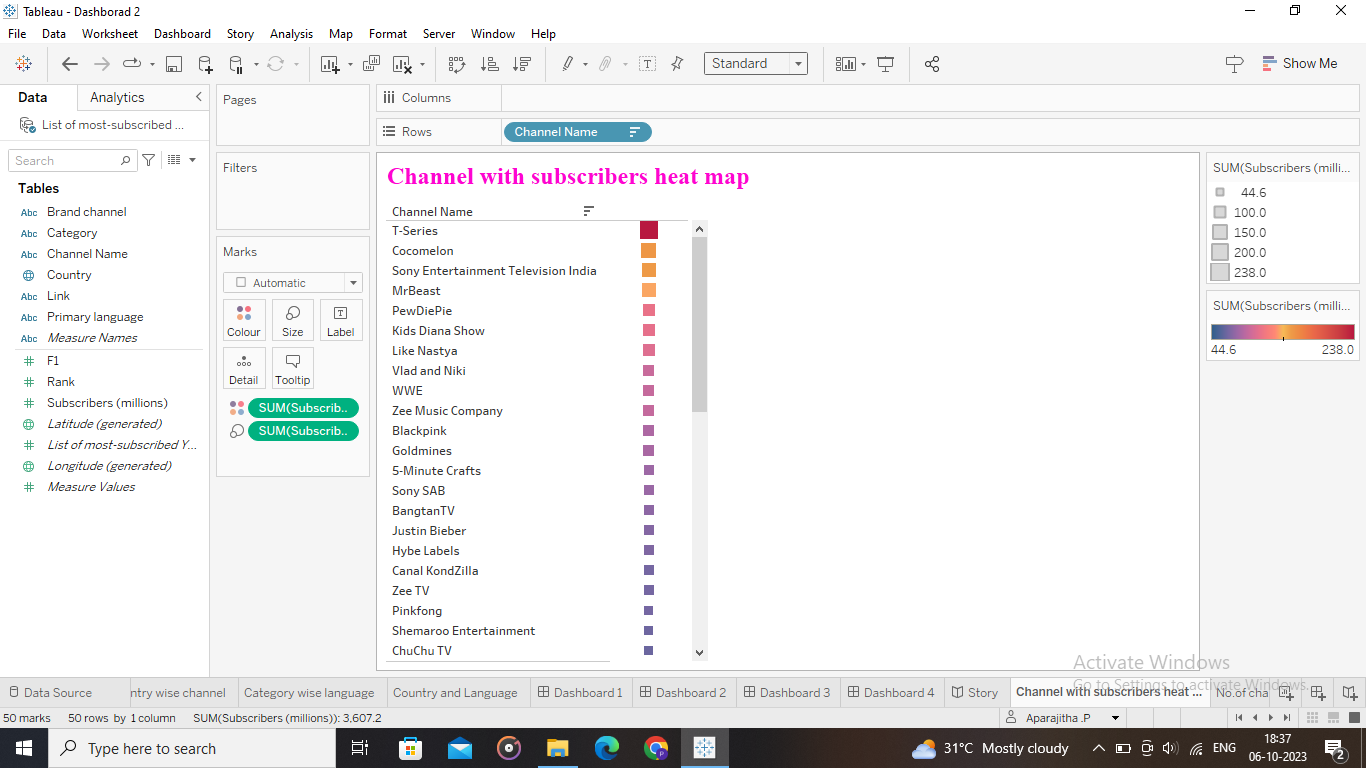 Tableau - Dashborad 2
File Data Worksheet Dashboard Story Analysis Map Format Server Window Help
Standard
Show Me
Data Analytics
List of most-subscribed ...
Search
Tables
Abc Brand channel
Abc Category
Abc Channel Name
Country
Abc Link
Abc Primary language
Abc Measure Names
F1
Rank
Subscribers (millions)
Latitude (generated)
List of most-subscribed Y...
Longitude (generated)
Measure Values
Pages
Filters
Marks
Automatic
Colour Size Label
Detail Tooltip
SUM(Subscrib..
SUM(Subscrib..
Columns
Rows Channel Name
Channel with subscribers heat map
Channel Name
T-Series
Cocomelon
Sony Entertainment Television India
MrBeast
PewDiePie
Kids Diana Show
Like Nastya
Vlad and Niki
WWE
Zee Music Company
Blackpink
Goldmines
5-Minute Crafts
Sony SAB
BangtanTV
Justin Bieber
Hybe Labels
Canal KondZilla
Zee TV
Pinkfong
Shemaroo Entertainment
ChuChu TV
SUM(Subscribers (milli...
44.6
100.0
150.0
200.0
238.0
SUM(Subscribers (milli...
44.6 238.0
Activate Windows
Go to Settings to activate Windows.
Data Source ntry wise channel Category wise language Country and Language Dashboard 1 Dashboard 2 Dashboard 3 Dashboard 4 Story Channel with subscribers heat ... No.of cha
50 marks 50 rows by 1 column SUM(Subscribers (millions)): 3,607.2 Aparajitha .P
Type here to search 31°C Mostly cloudy ENG 18:37
06-10-2023 2